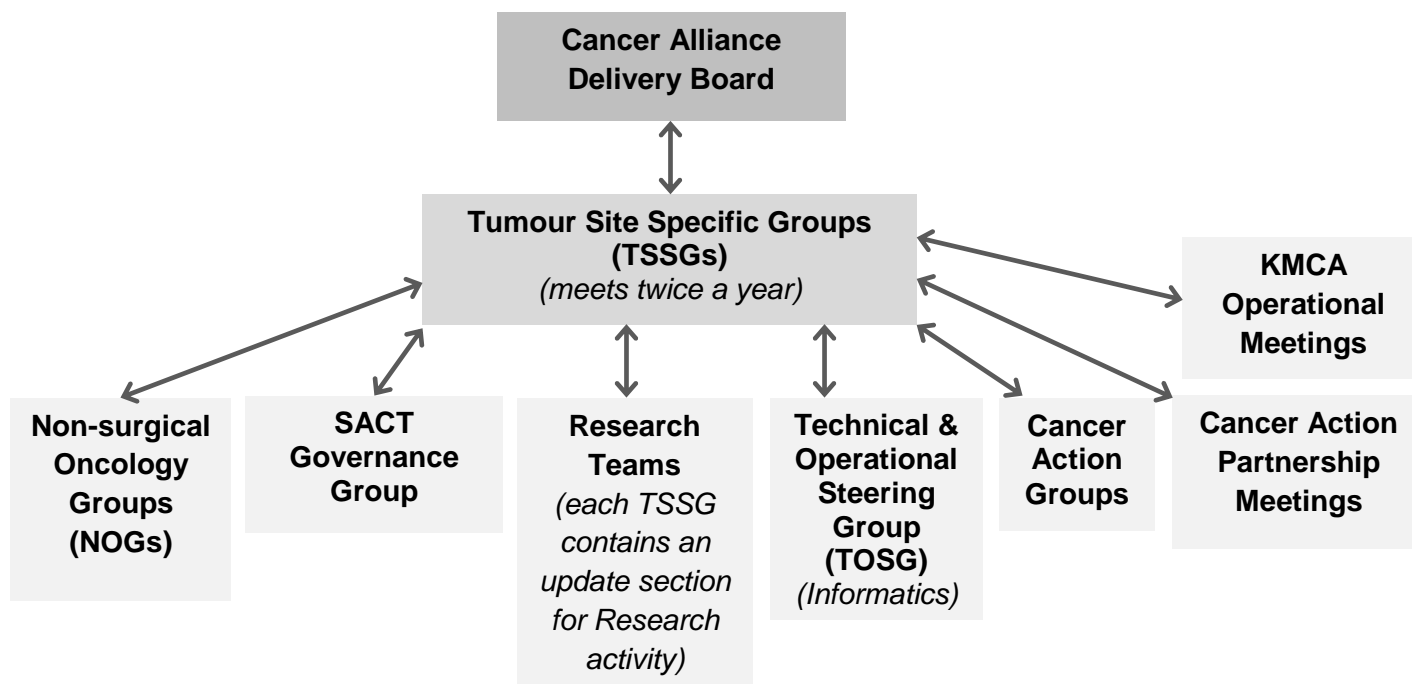 Cancer Alliance
Delivery Board
Tumour Site Specific Groups
(TSSGs)
(meets twice a year)
KMCA
Operational
Meetings
Non-surgical
Oncology
Groups
(NOGs)
SACT
Governance
Group
Research
Teams
(each TSSG
contains an
update section
for Research
activity)
Technical &
Operational
Steering
Group
(TOSG)
(Informatics)
Cancer
Action
Groups
Cancer Action
Partnership
Meetings